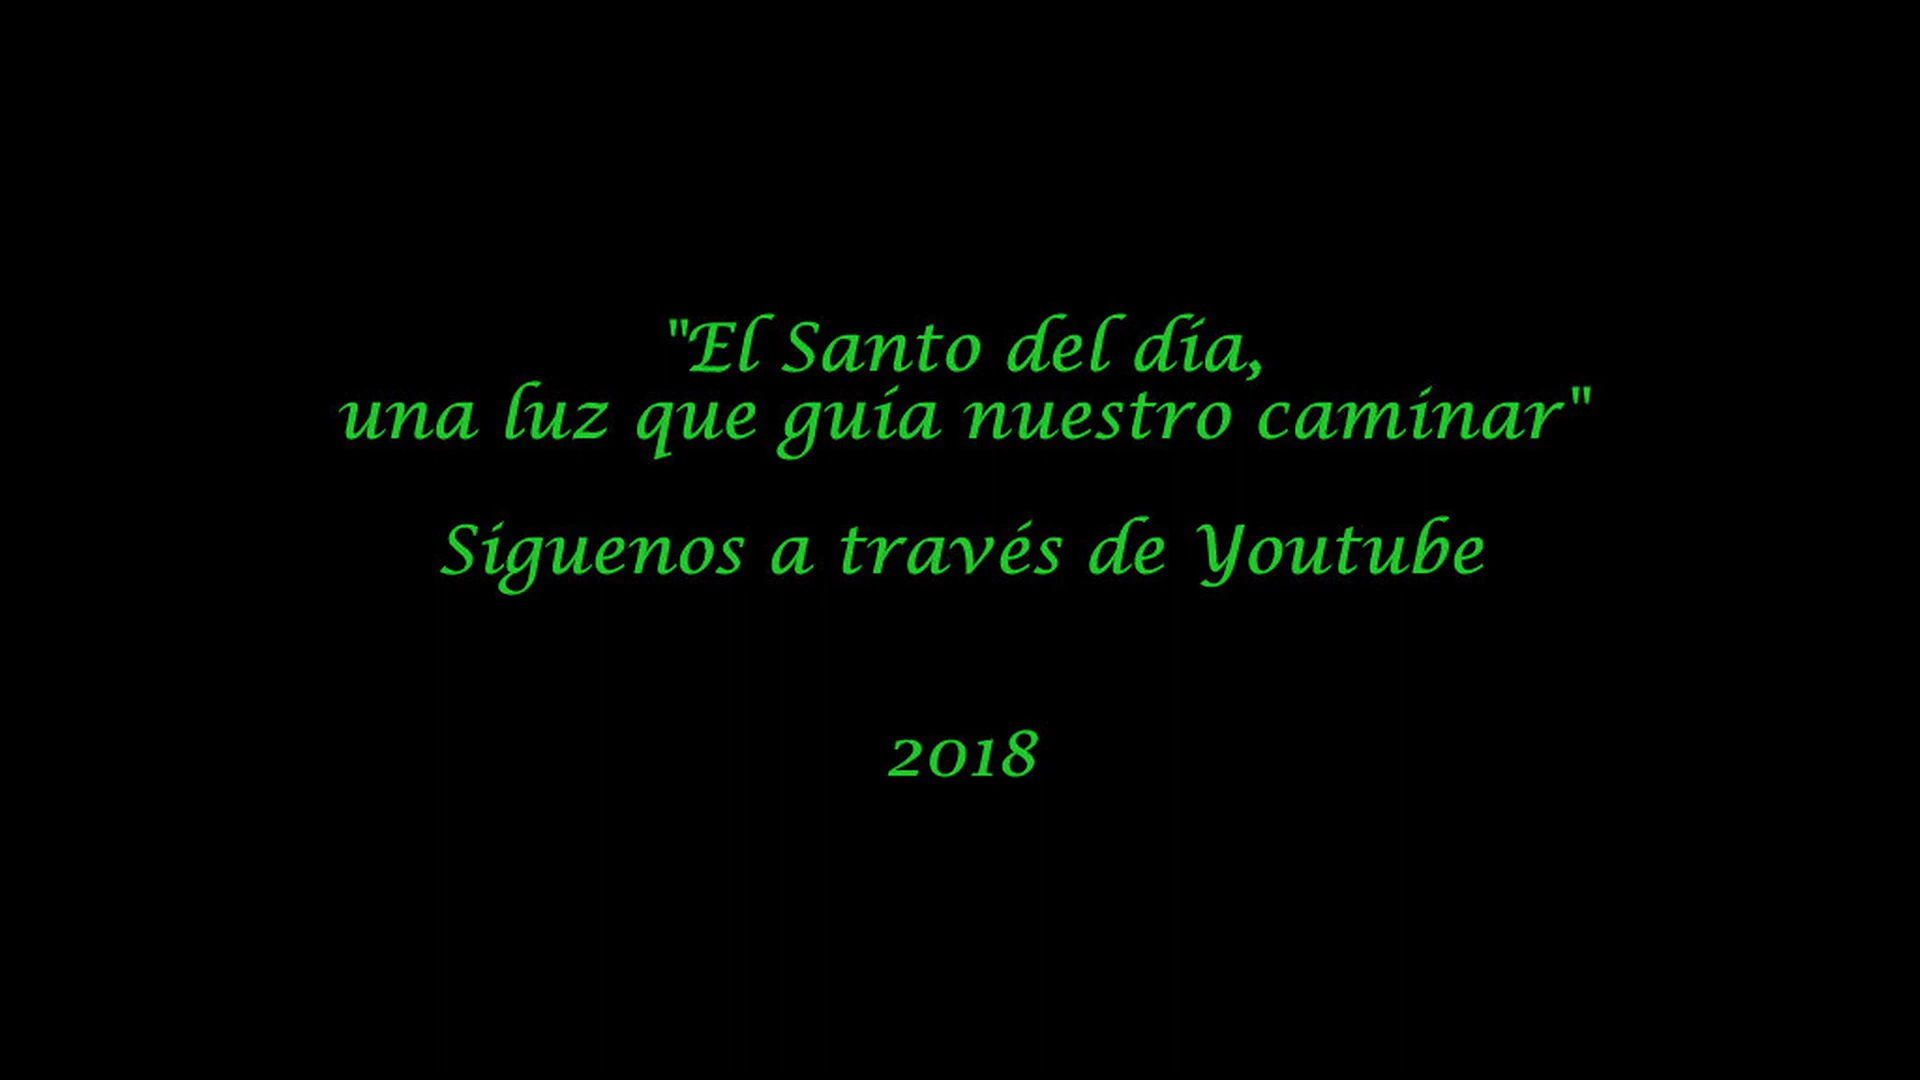 "El Santo del día,
una luz que guía nuestro caminar"
Síguenos a través de Youtube
2018